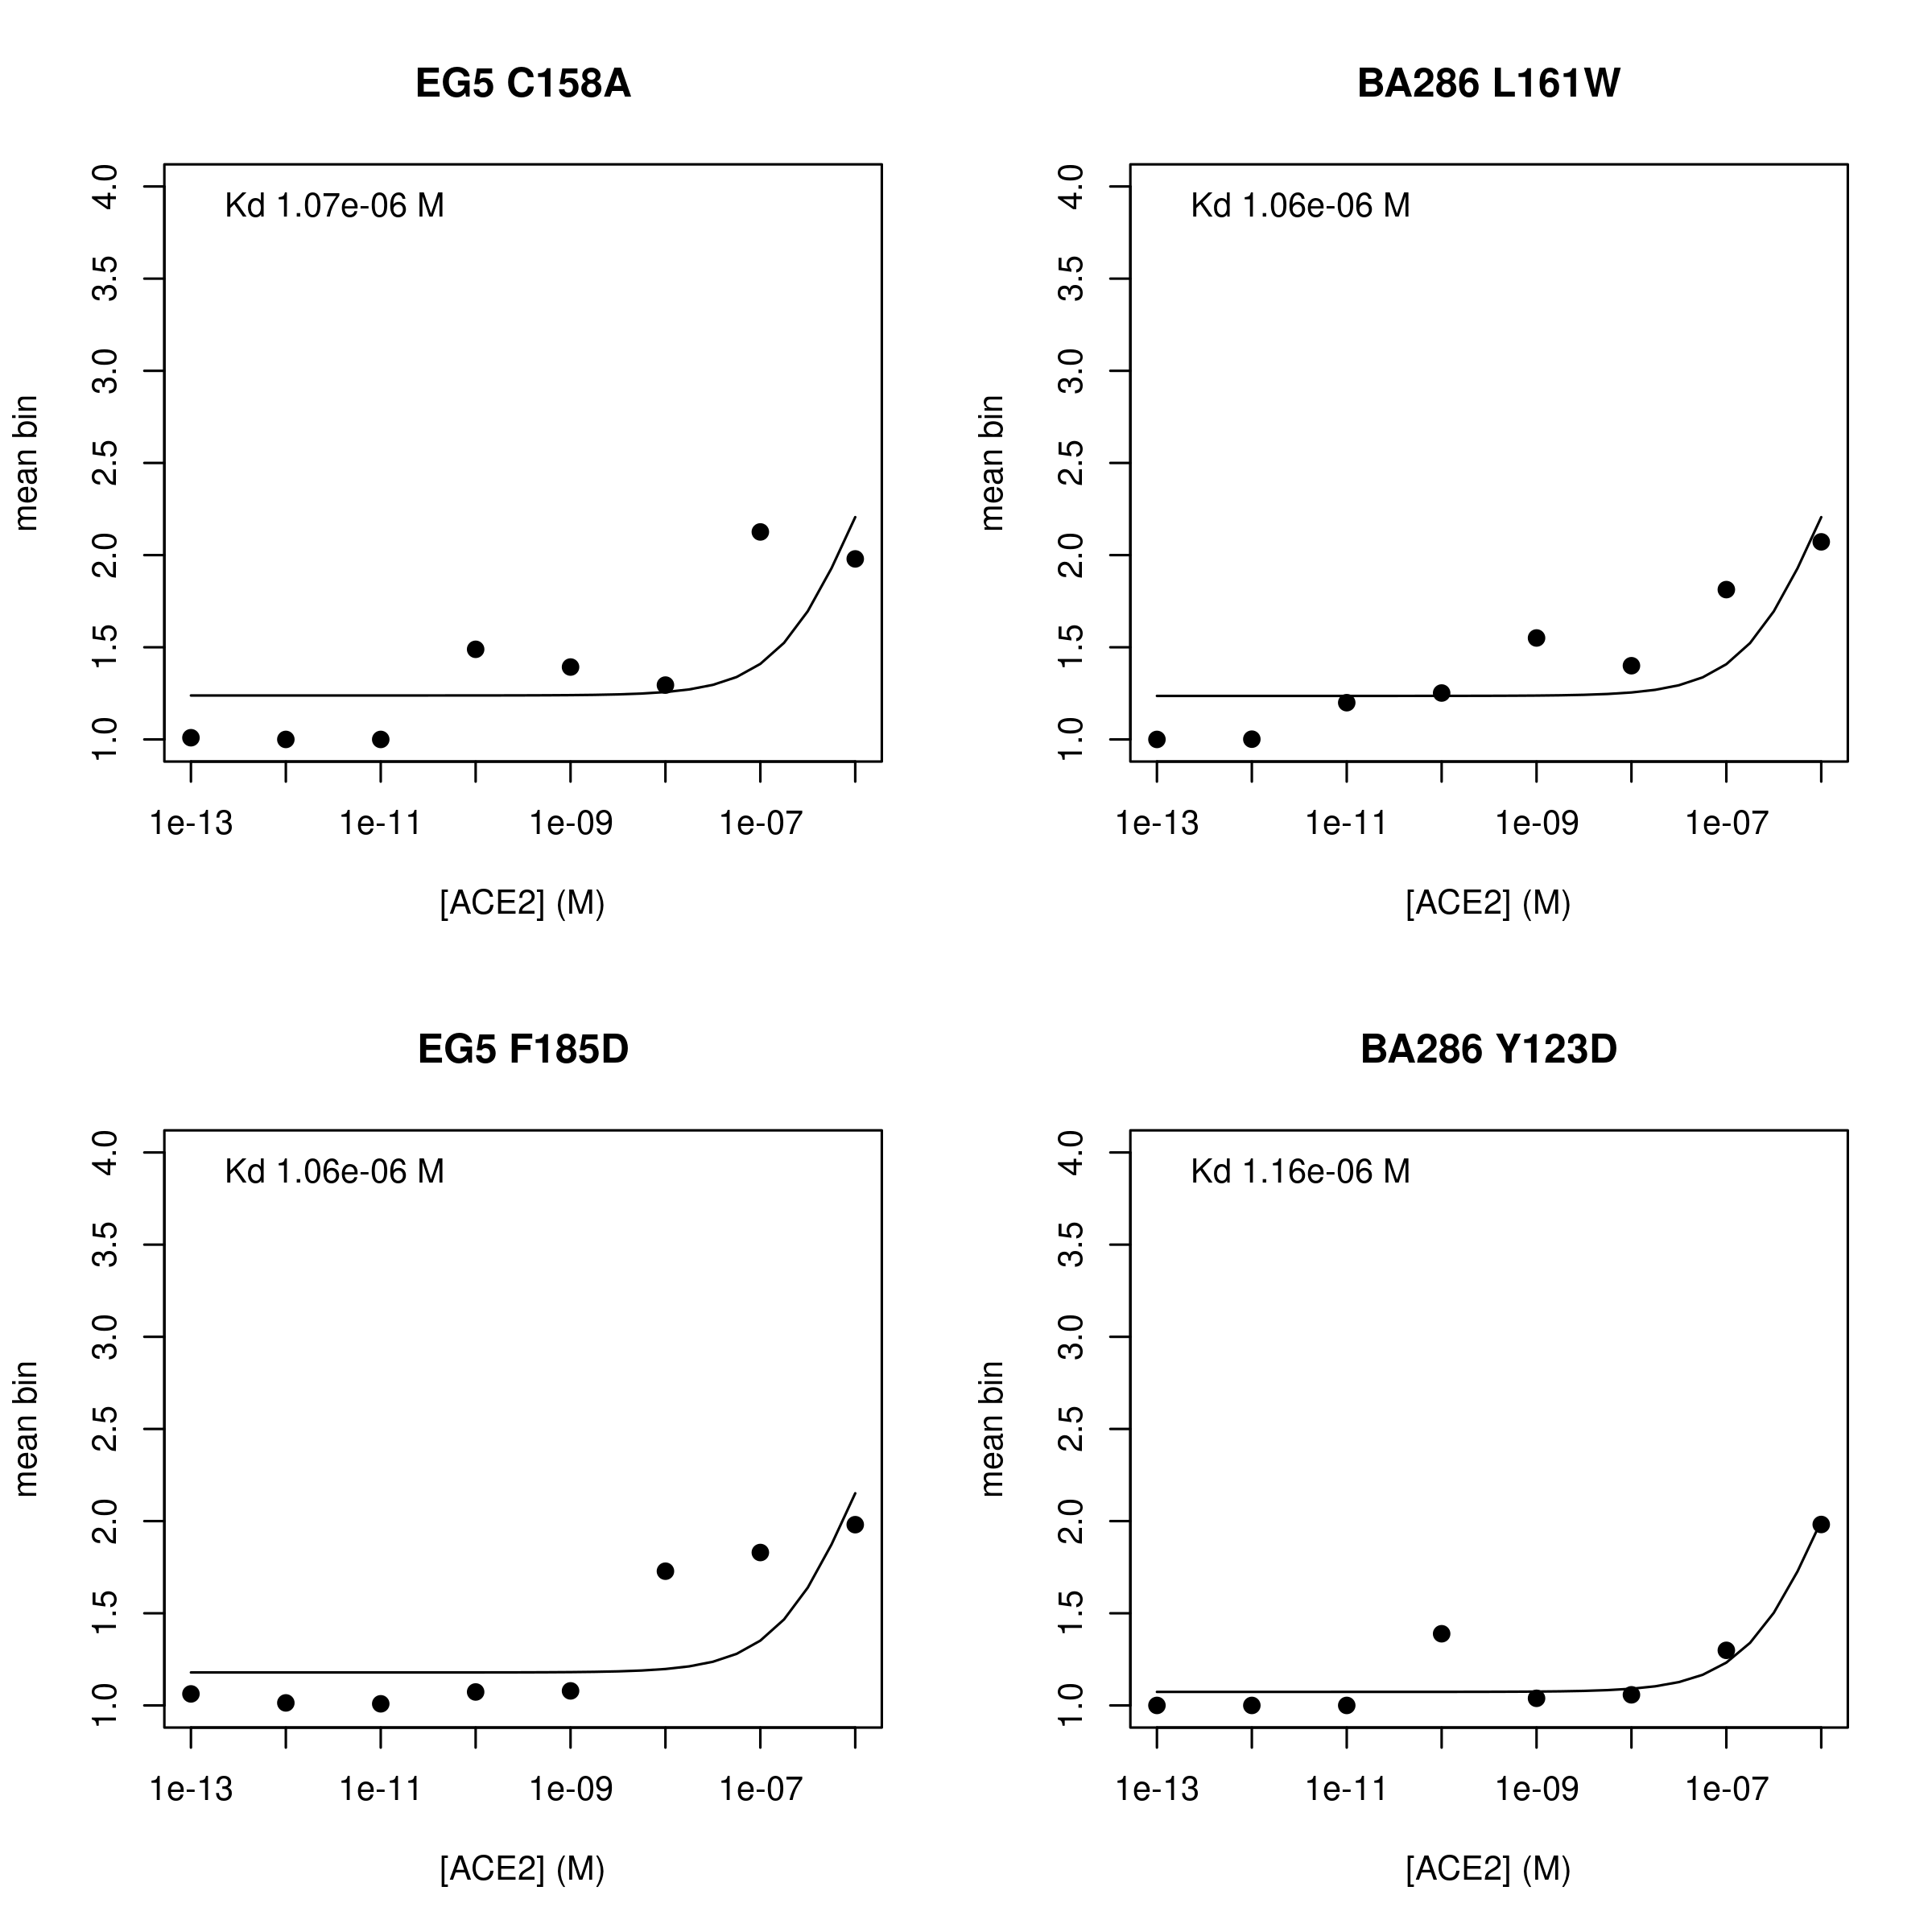 EG5 C158A
Kd 1.07e-06 M
mean bin
4.0
3.5
3.0
2.5
2.0
1.5
1.0
1e-13 1e-11 1e-09 1e-07
[ACE2] (M)
BA286 L161W
Kd 1.06e-06 M
mean bin
4.0
3.5
3.0
2.5
2.0
1.5
1.0
1e-13 1e-11 1e-09 1e-07
[ACE2] (M)
EG5 F185D
Kd 1.06e-06 M
mean bin
4.0
3.5
3.0
2.5
2.0
1.5
1.0
1e-13 1e-11 1e-09 1e-07
[ACE2] (M)
BA286 Y123D
Kd 1.16e-06 M
mean bin
4.0
3.5
3.0
2.5
2.0
1.5
1.0
1e-13 1e-11 1e-09 1e-07
[ACE2] (M)